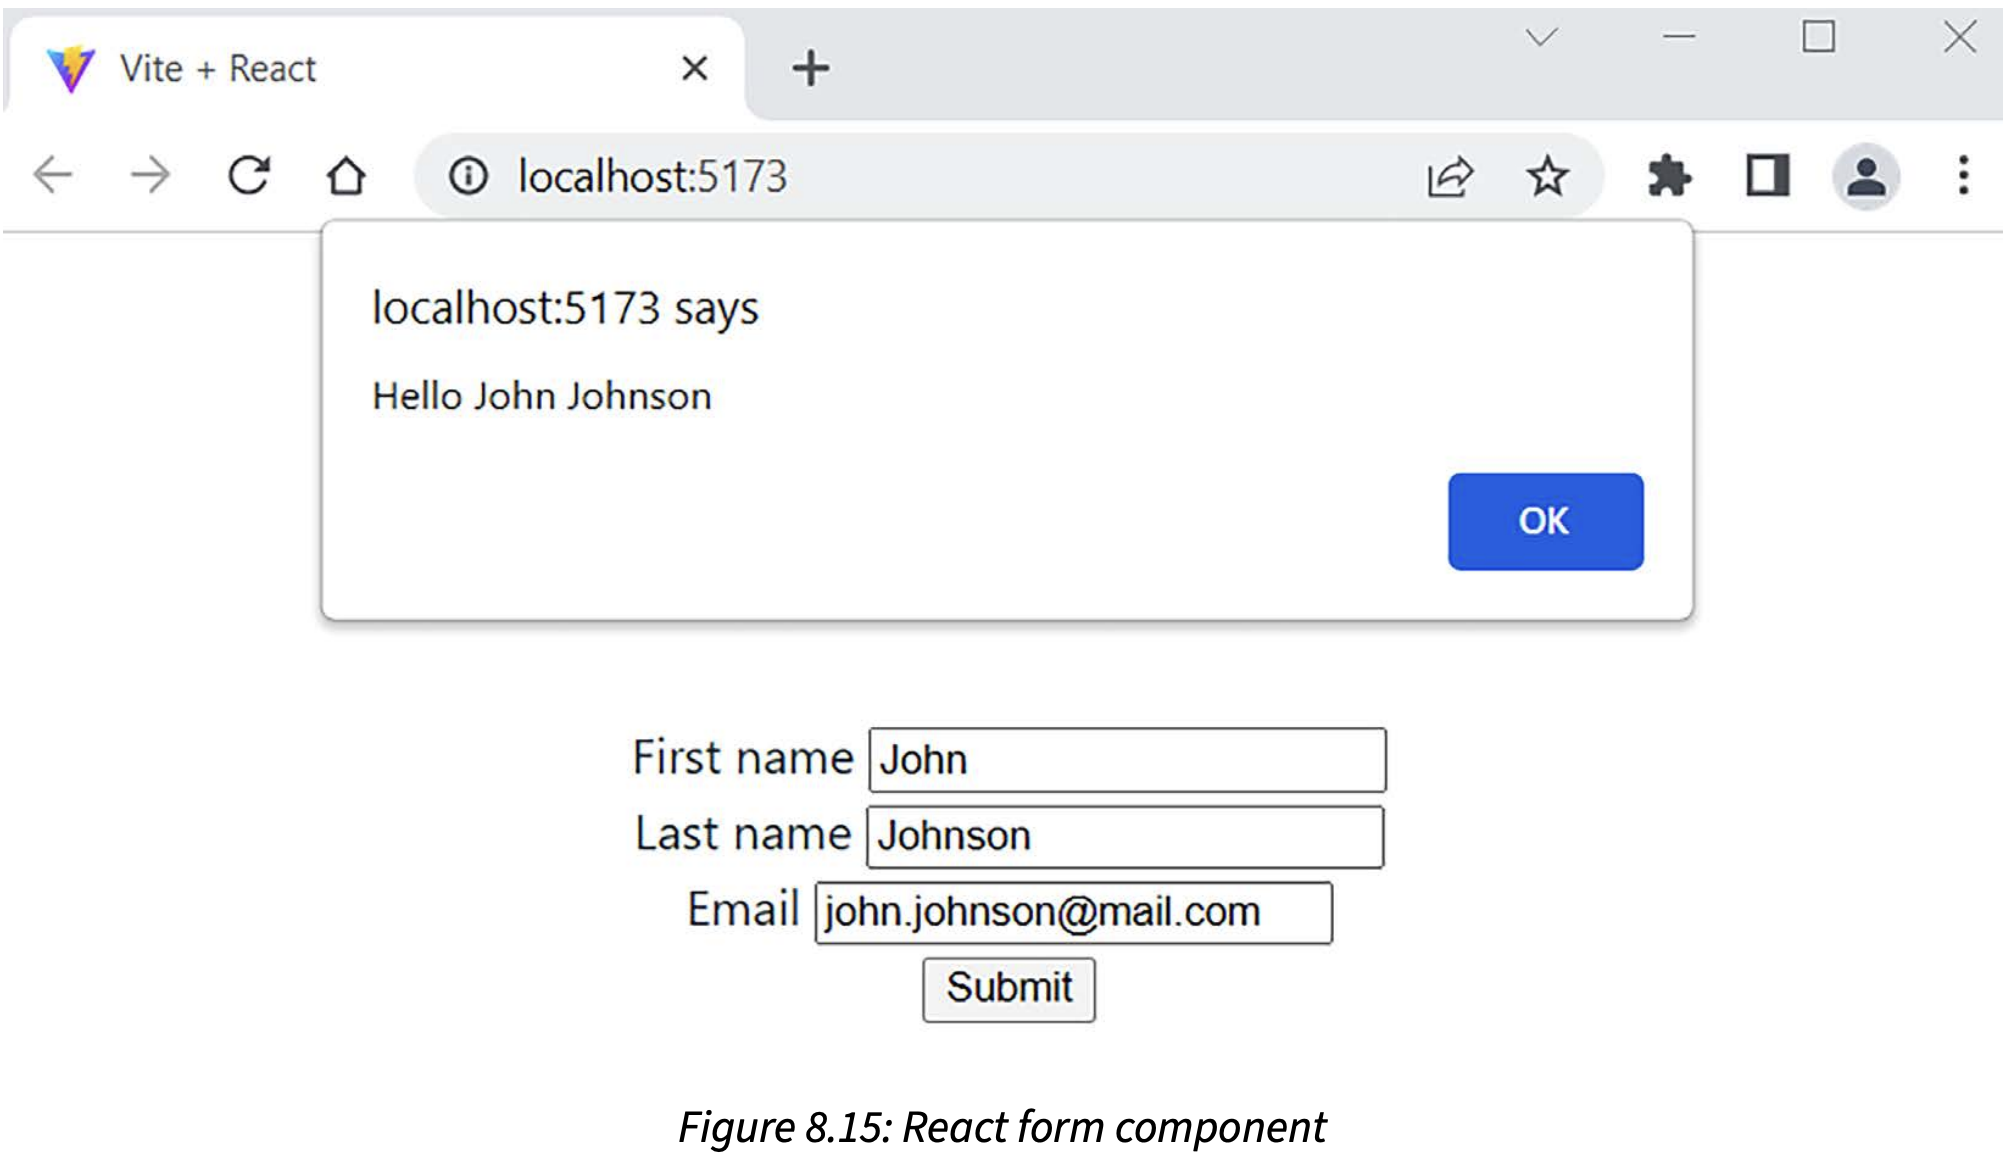 Vite + React
localhost:5173
localhost:5173 says
Hello John Johnson
OK
First name John
Last name Johnson
Email john.johnson@mail.com
Submit
Figure 8.15: React form component